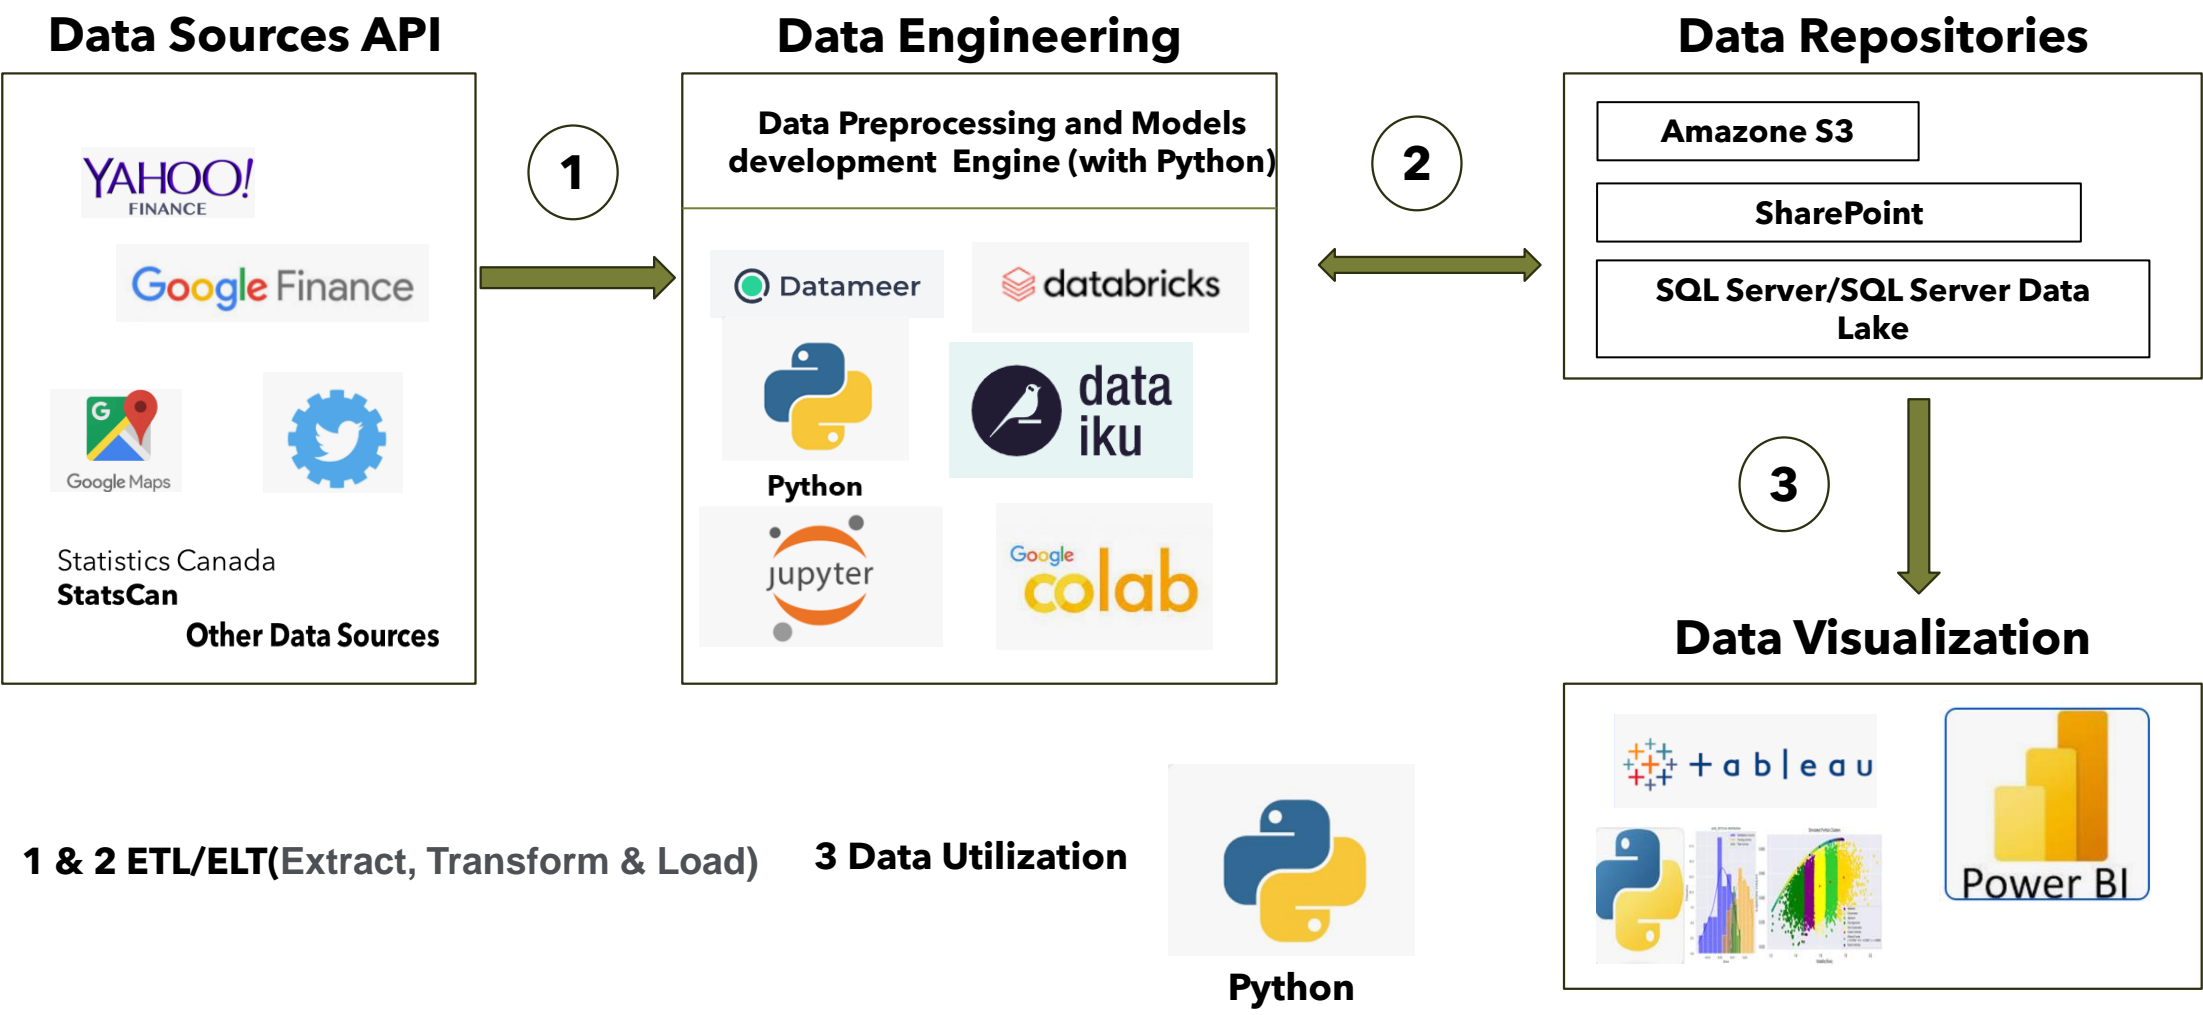 Data Sources API
YAHOO!
FINANCE
Google Finance
G
Google Maps
Statistics Canada
StatsCan
Other Data Sources
1
Data Engineering
Data Preprocessing and Models
development Engine (with Python)
Datameer
databricks
data
iku
Python
jupyter
Google
colab
2
Data Repositories
Amazone S3
SharePoint
SQL Server/SQL Server Data
Lake
3
Data Visualization
+ableau
Power BI
1 & 2 ETL/ELT(Extract, Transform & Load)
3 Data Utilization
Python